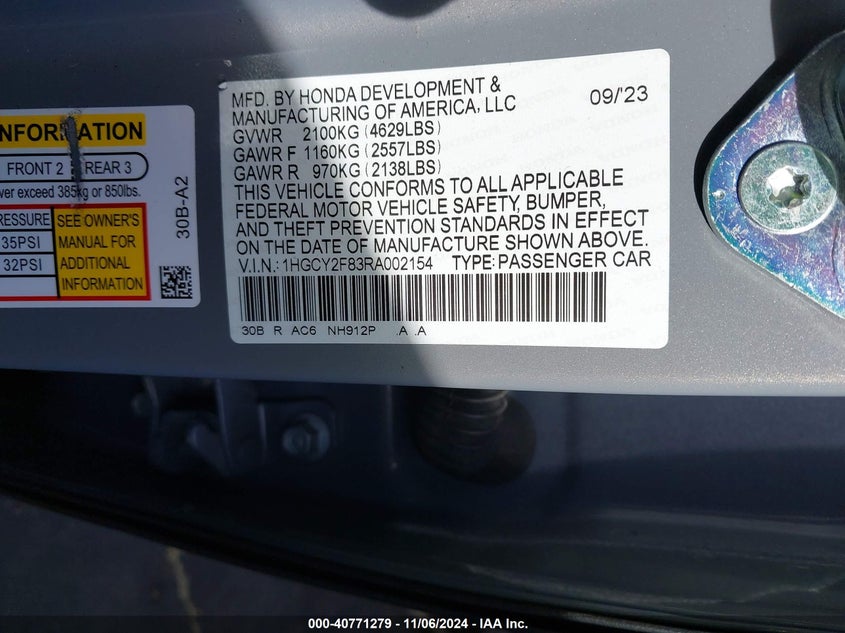 NFORMATION
FRONT 2 REAR 3
ver exceed 385kg or 850lbs.
RESSURE
35PSI
32PSI
SEE OWNER'S
MANUAL FOR
ADDITIONAL
INFORMATION
30B-A2
MFD. BY HONDA DEVELOPMENT &
MANUFACTURING OF AMERICA, LLC 09/'23
GVWR 2100KG (4629LBS)
GAWR F 1160KG (2557LBS)
GAWR R 970KG (2138LBS)
THIS VEHICLE CONFORMS TO ALL APPLICABLE
FEDERAL MOTOR VEHICLE SAFETY, BUMPER,
AND THEFT PREVENTION STANDARDS IN EFFECT
ON THE DATE OF MANUFACTURE SHOWN ABOVE.
V.I.N.: 1HGCY2F83RA002154 TYPE: PASSENGER CAR
30B R AC6 NH912P .A .A
000-40771279 - 11/06/2024 - IAA Inc.